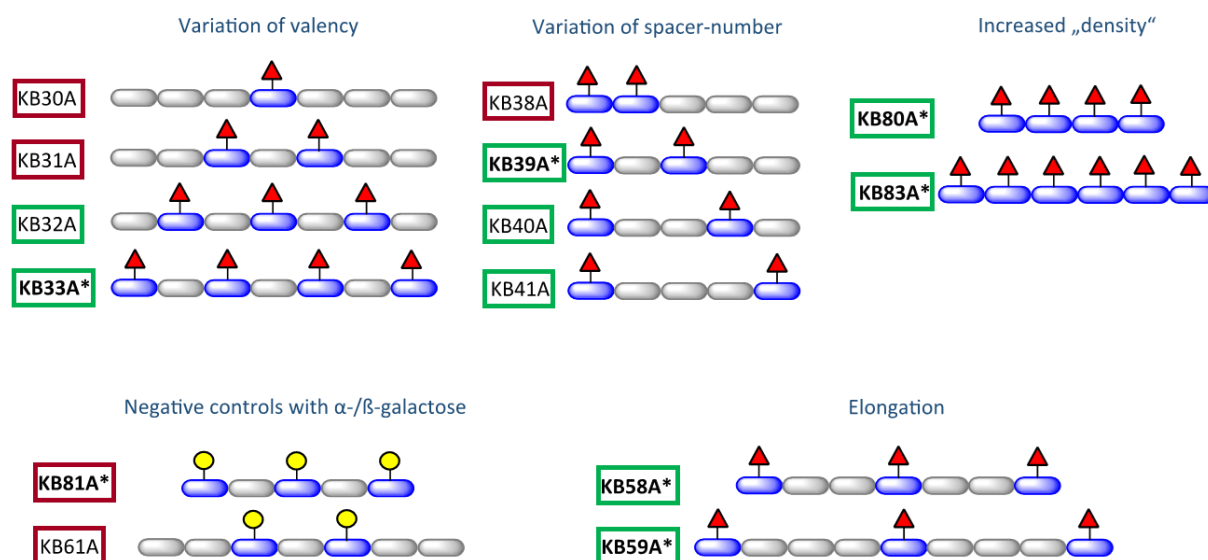 Variation of valency
KB30A
KB31A
KB32A
KB33A*
Variation of spacer-number
KB38A
KB39A*
KB40A
KB41A
Increased „density“
KB80A*
KB83A*
Negative controls with α-/ß-galactose
KB81A*
KB61A
Elongation
KB58A*
KB59A*